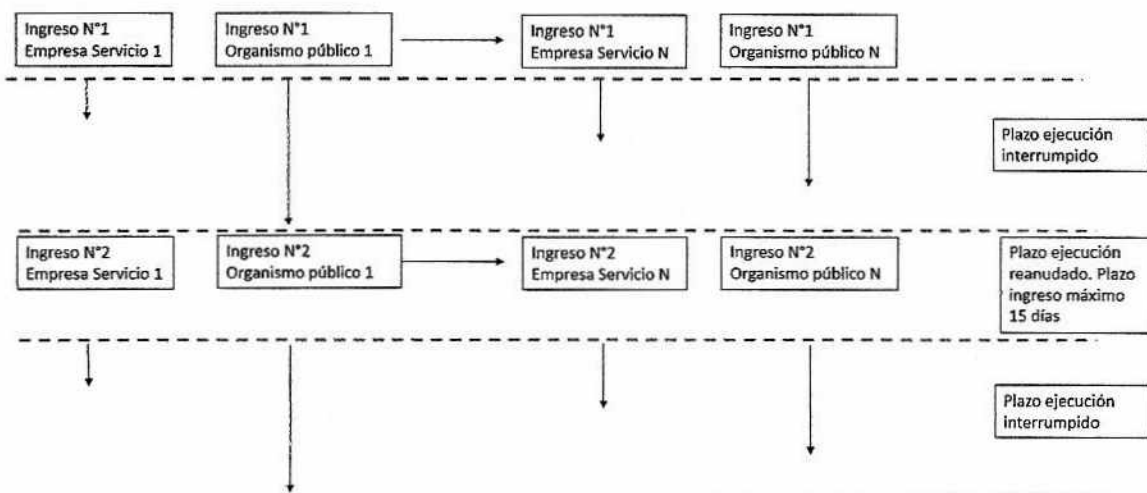 Ingreso N°1
Empresa Servicio 1
Ingreso N°1
Organismo público 1
Ingreso N°1
Empresa Servicio N
Ingreso N°1
Organismo público N
Plazo ejecución
interrumpido
Ingreso N°2
Empresa Servicio 1
Ingreso N°2
Organismo público 1
Ingreso N°2
Empresa Servicio N
Ingreso N°2
Organismo público N
Plazo ejecución
reanudado. Plazo
ingreso máximo
15 días
Plazo ejecución
interrumpido